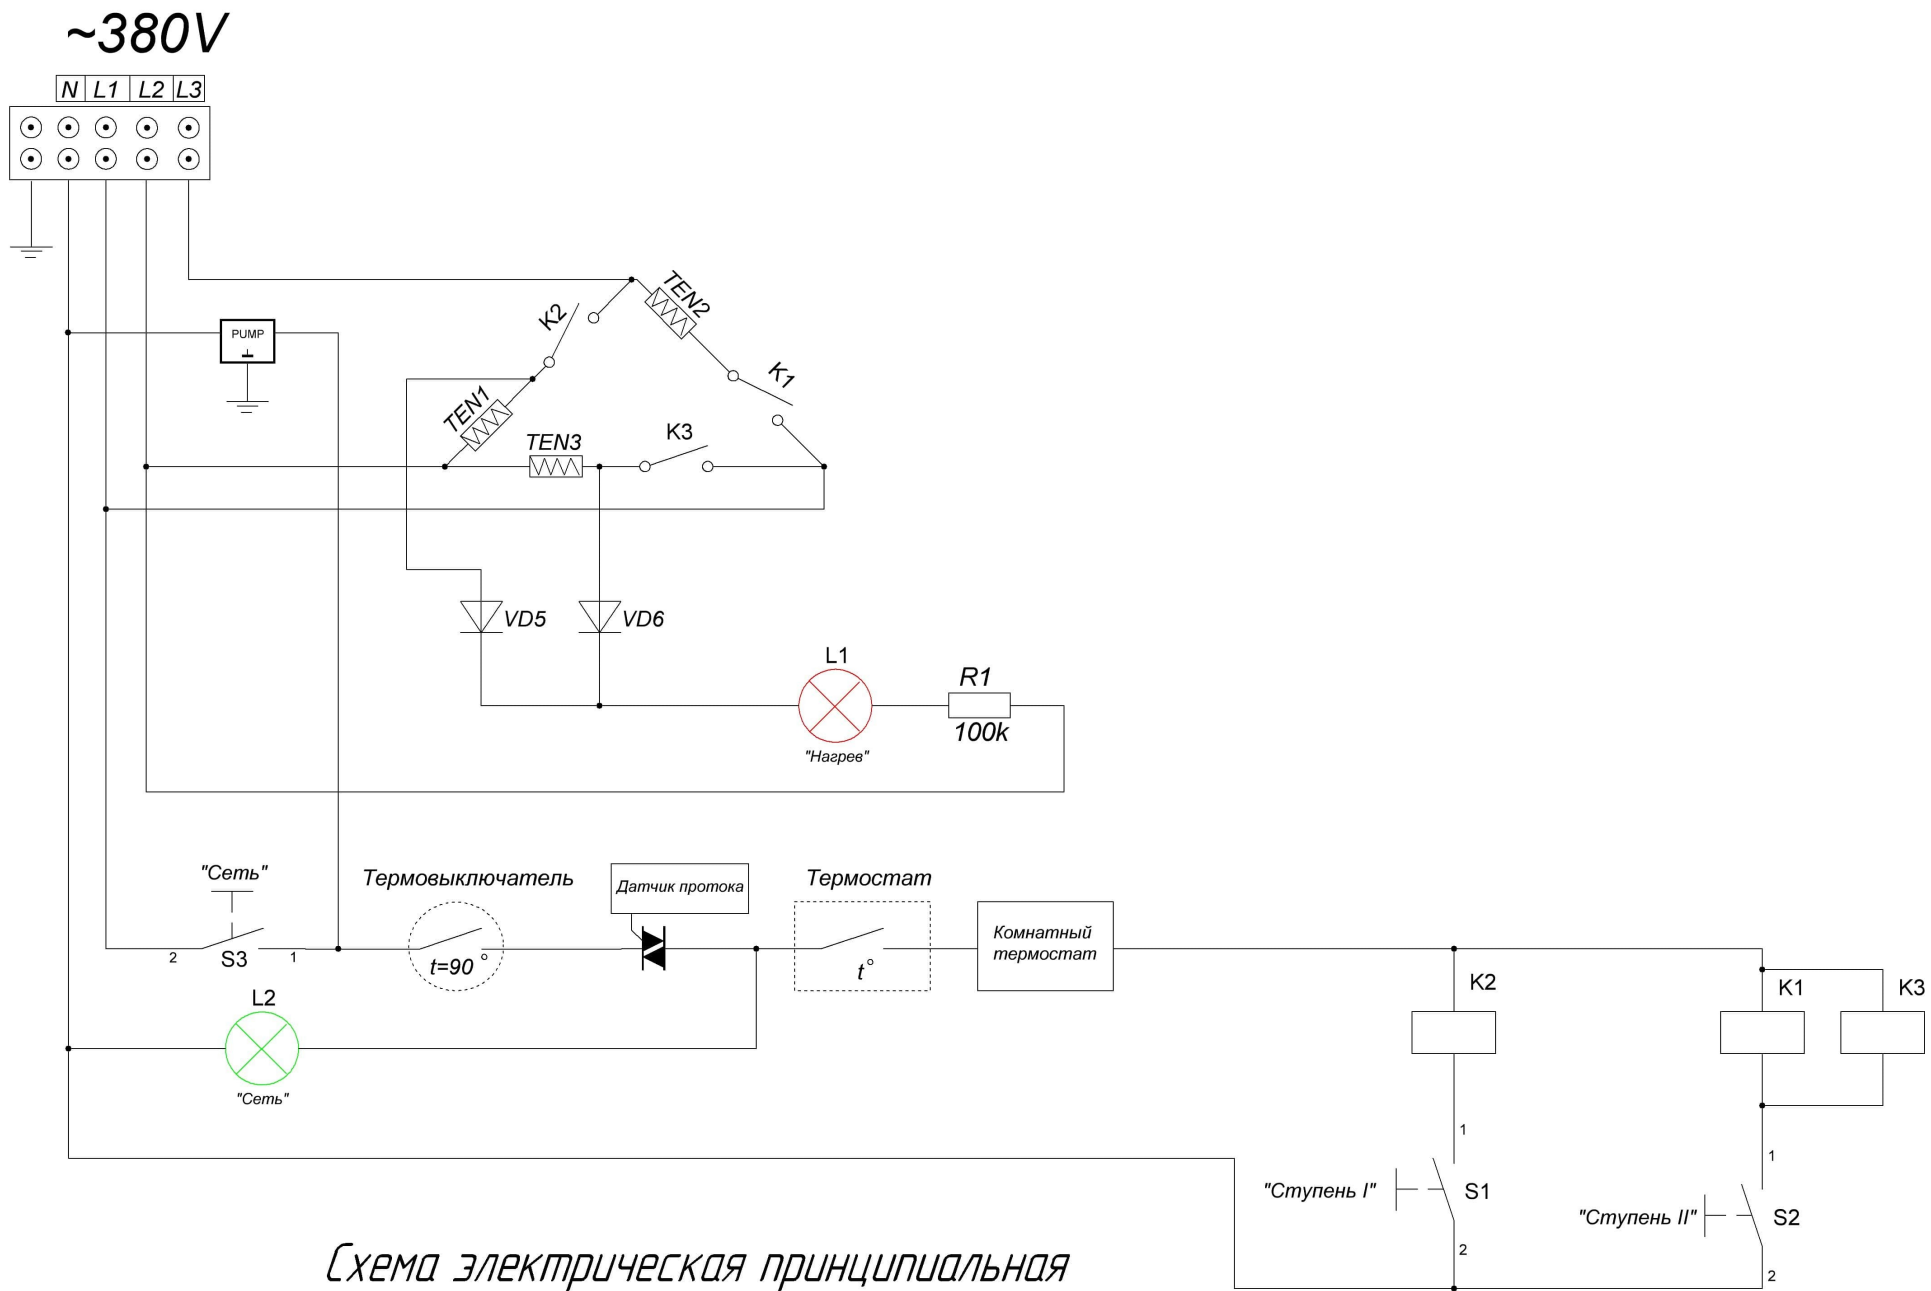 ~380V
N L1 L2 L3
TEN2
K2
PUMP
K1
TEN1
K3
TEN3
VD5
VD6
L1
R1
100k
"Нагрев"
"Сеть"
Термовыключатель
Датчик протока
Термостат
2
S3
1
t=90°
t°
Комнатный
термостат
L2
"Сеть"
K2
K1
K3
1
"Ступень I"
S1
2
1
"Ступень II"
S2
2
Схема электрическая принципиальная